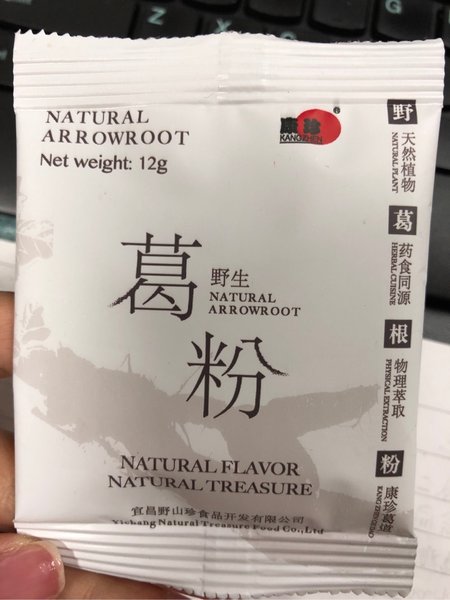 NATURAL
ARROWROOT
Net weight: 12g
康珍
®
KANGZHEN
葛粉
野生
NATURAL
ARROWROOT
野 天然植物
NATURAL PLANT
葛 药食同源
HERBAL CUISINE
根 物理萃取
PHYSICAL EXTRACTION
粉 康珍葛道
NATURAL FLAVOR
NATURAL TREASURE
宜昌野山珍食品开发有限公司
Yichang Natural Treasure Food Co.,Ltd